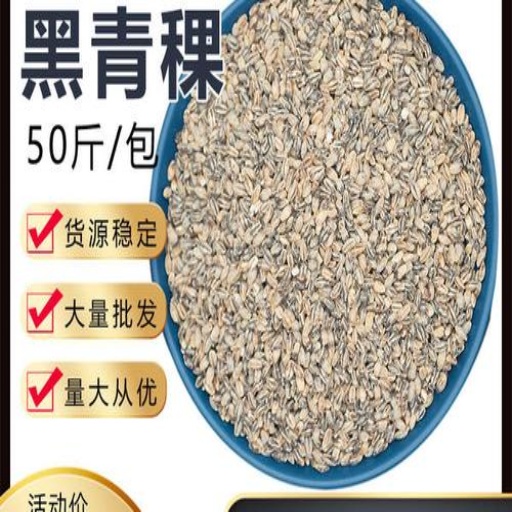 黑青稞
50斤/包
货源稳定
大量批发
量大从优
活动价